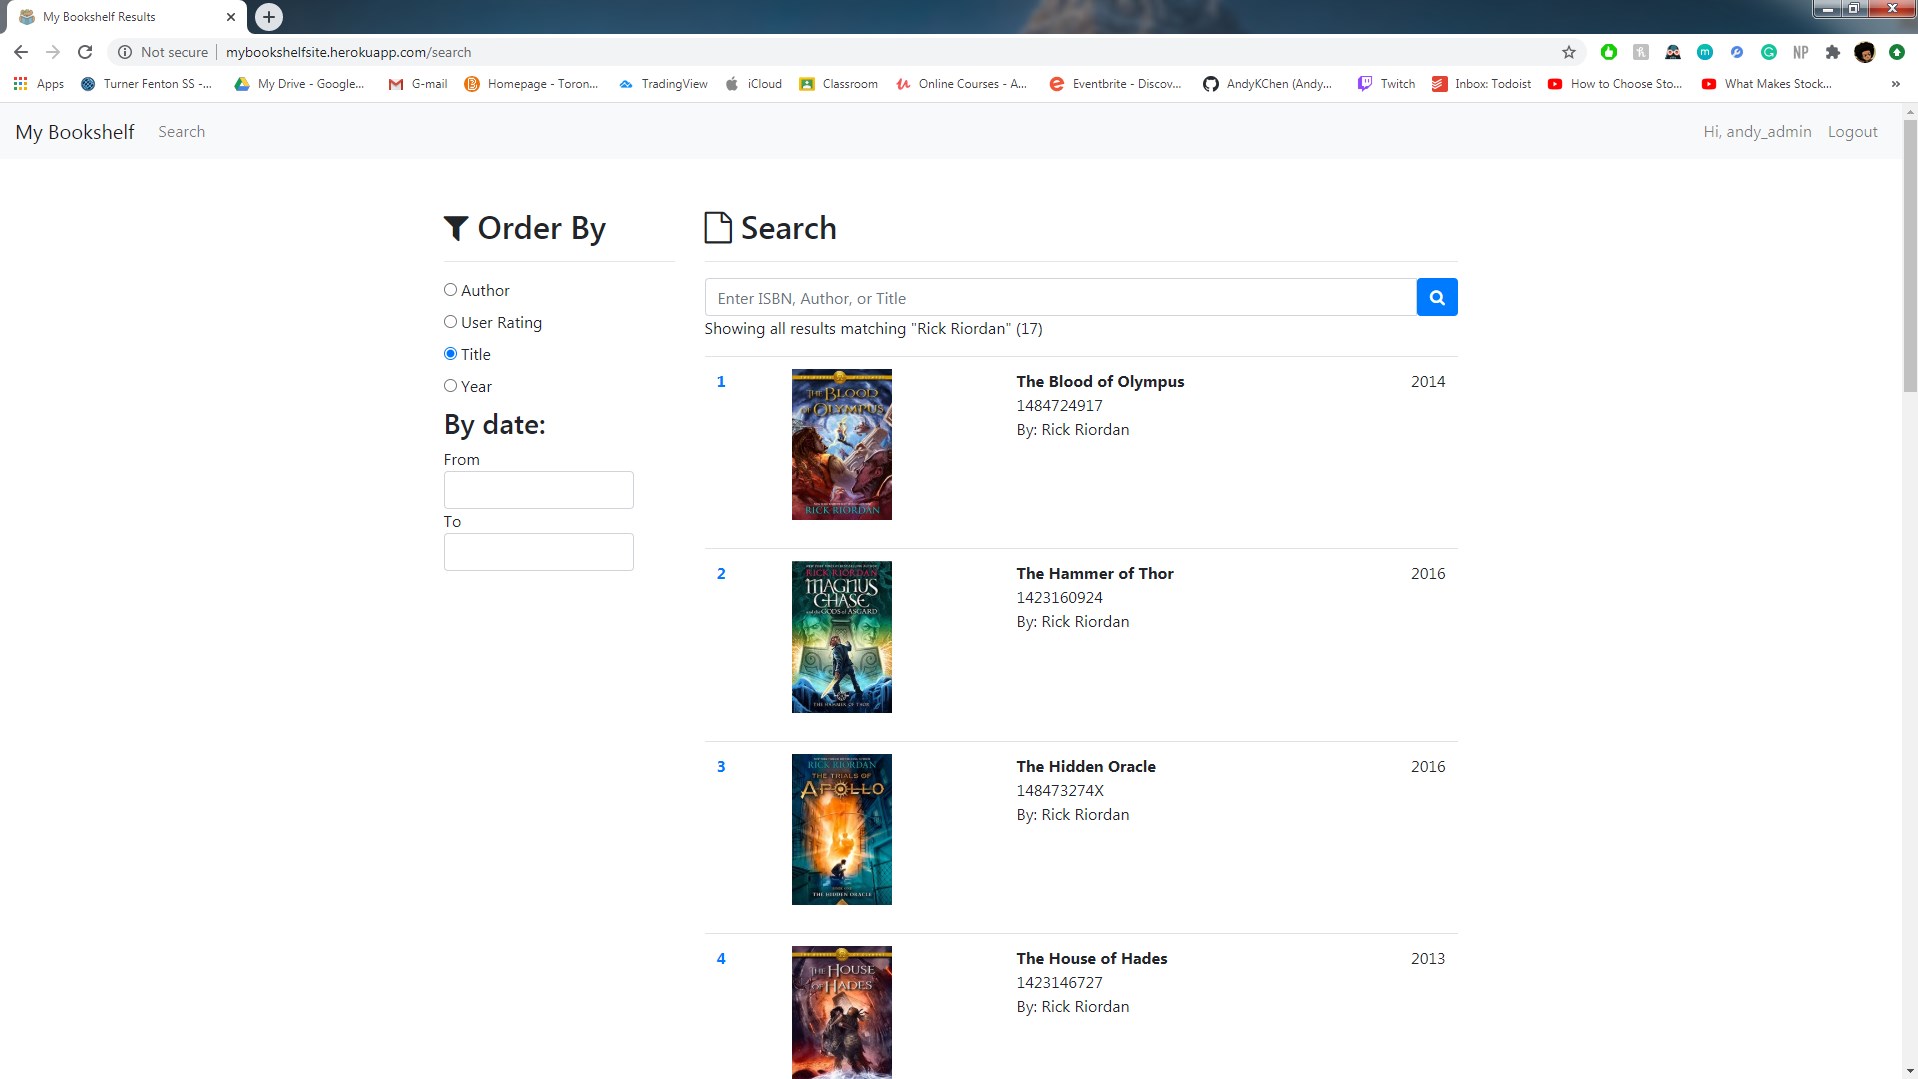 My Bookshelf Results
Not secure
mybookshelfsite.herokuapp.com/search
NP
Apps
Turner Fenton SS -...
My Drive - Google...
G-mail
Homepage - Toron...
TradingView
iCloud
Classroom
Online Courses - A...
Eventbrite - Discov...
AndyKChen (Andy...
Twitch
Inbox: Todoist
How to Choose Sto...
What Makes Stock...
»
My Bookshelf
Search
Hi, andy_admin
Logout
Order By
Author
User Rating
Title
Year
By date:
From
To
Search
Enter ISBN, Author, or Title
Showing all results matching "Rick Riordan" (17)
1
THE BLOOD
OF OLYMPUS
RICK RIORDAN
The Blood of Olympus
1484724917
By: Rick Riordan
2014
2
RICK RIORDAN
MAGNUS
CHASE
and the GODS of ASGARD
THE HAMMER OF THOR
The Hammer of Thor
1423160924
By: Rick Riordan
2016
3
RICK RIORDAN
THE TRIALS OF
APOLLO
THE HIDDEN ORACLE
The Hidden Oracle
148473274X
By: Rick Riordan
2016
4
THE HOUSE
OF HADES
The House of Hades
1423146727
By: Rick Riordan
2013